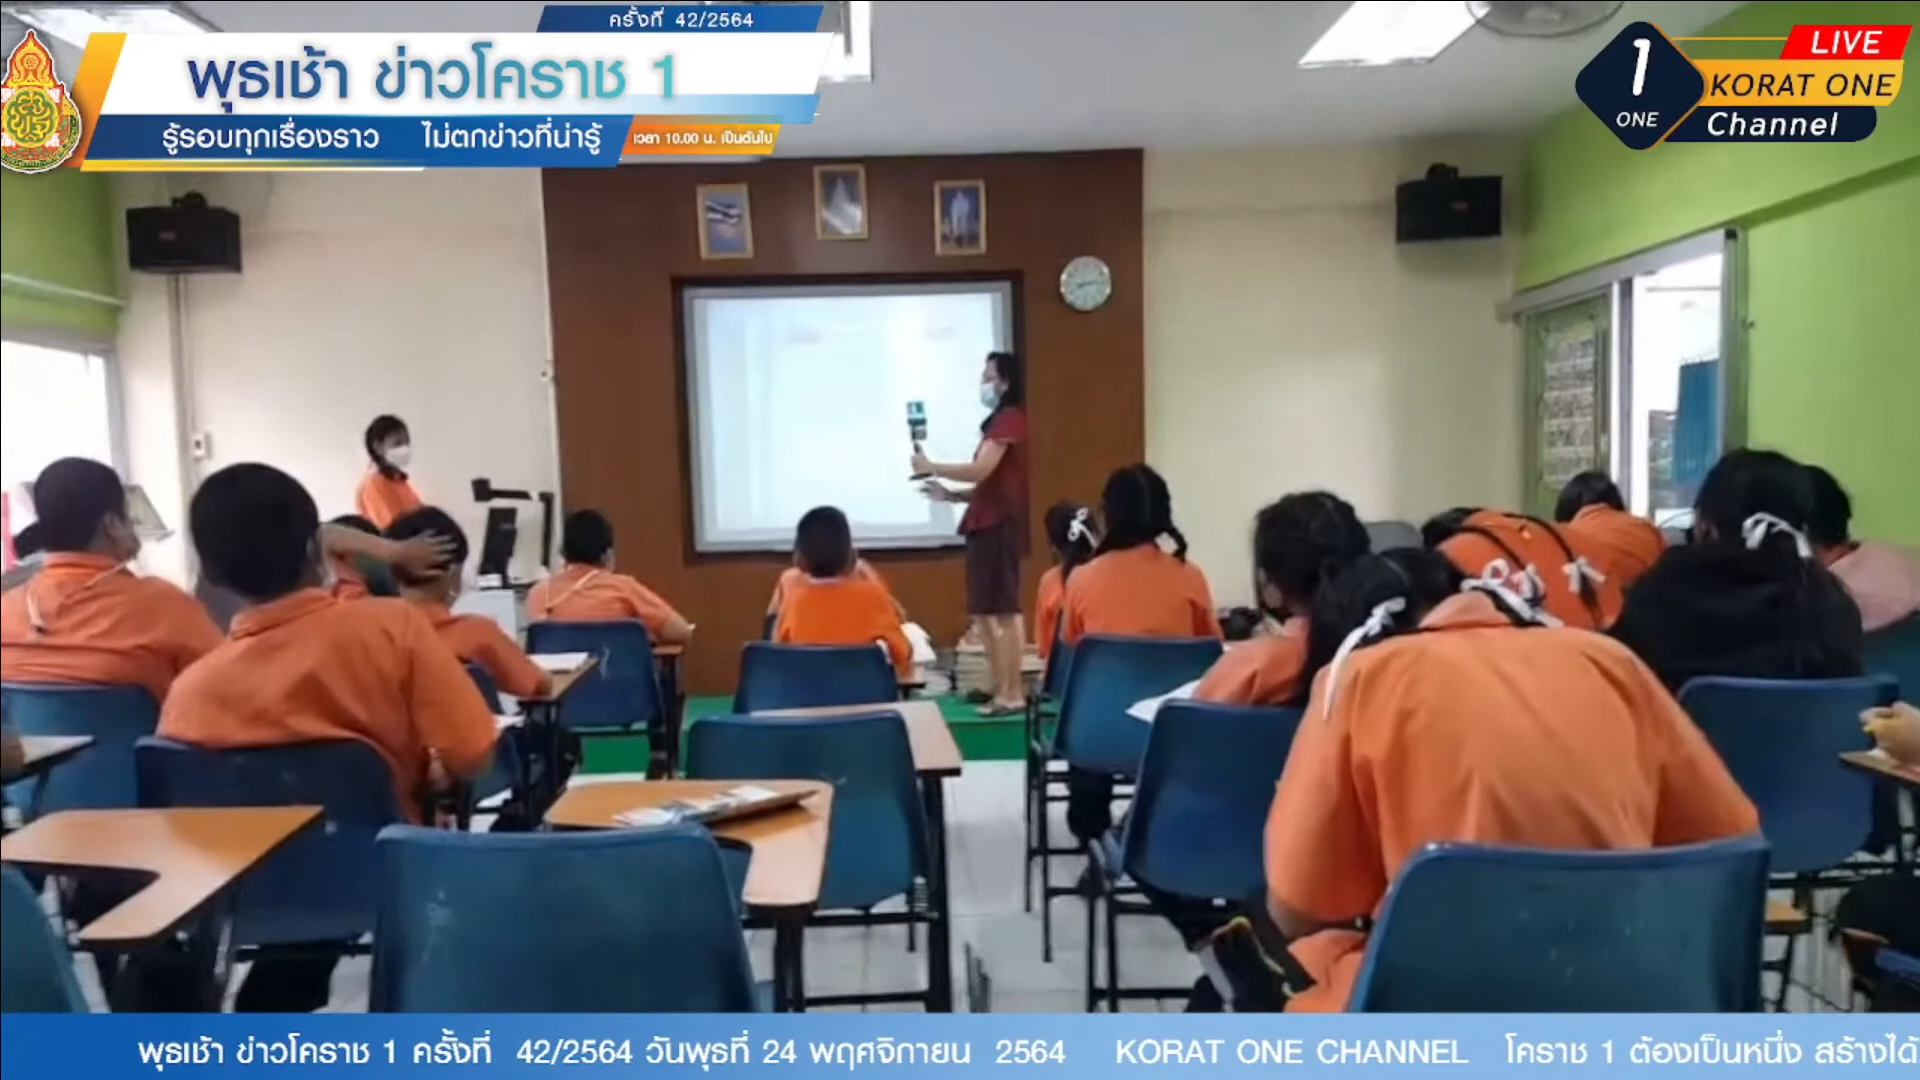 ครั้งที่ 42/2564
พุธเช้า ข่าวโคราช 1
รู้รอบทุกเรื่องราว ไม่ตกข่าวที่น่ารู้
เวลา 10.00 น. เป็นต้นไป
1
ONE
LIVE
KORAT ONE
Channel
พุธเช้า ข่าวโคราช 1 ครั้งที่ 42/2564 วันพุธที่ 24 พฤศจิกายน 2564 KORAT ONE CHANNEL โคราช 1 ต้องเป็นหนึ่ง สร้างได้